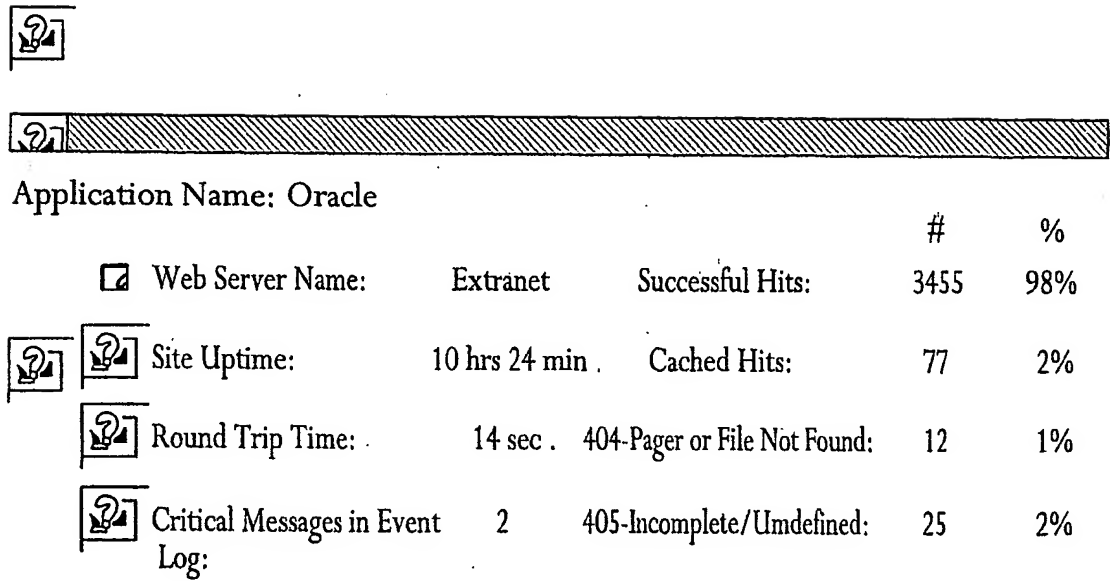 Application Name: Oracle
# %
Web Server Name: Extranet Successful Hits: 3455 98%
Site Uptime: 10 hrs 24 min . Cached Hits: 77 2%
Round Trip Time: . 14 sec . 404-Pager or File Not Found: 12 1%
Critical Messages in Event 2 405-Incomplete/Umdefined: 25 2%
Log: